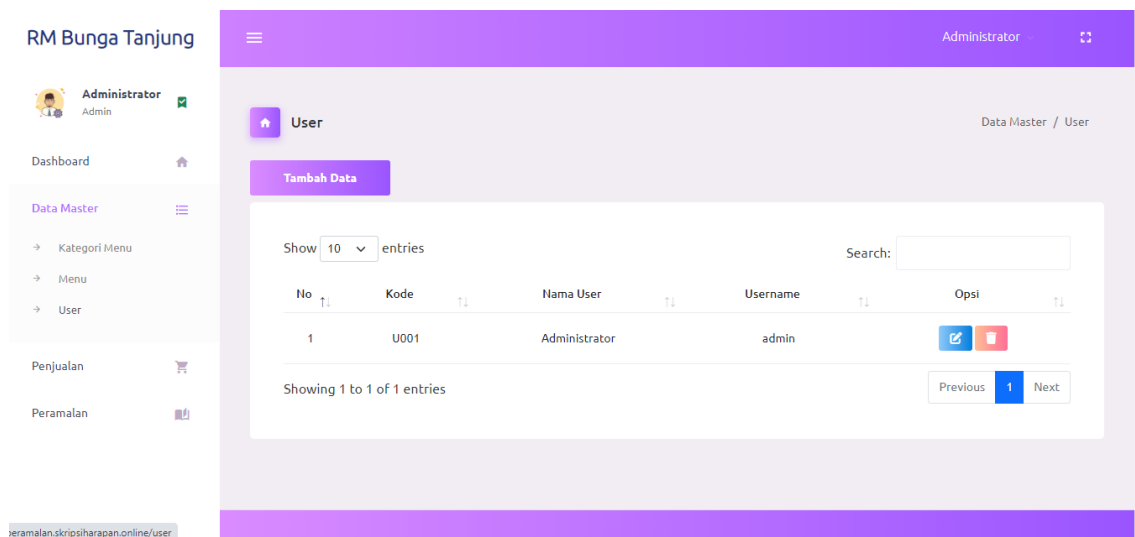 RM Bunga Tanjung
Administrator
Administrator
Admin
User
Data Master / User
Dashboard
Tambah Data
Data Master
Kategori Menu
Menu
User
Penjualan
Peramalan
Show 10 entries
Search:
No Kode Nama User Username Opsi
1 U001 Administrator admin
Showing 1 to 1 of 1 entries
Previous 1 Next
peramalan.skripsiharapan.online/user